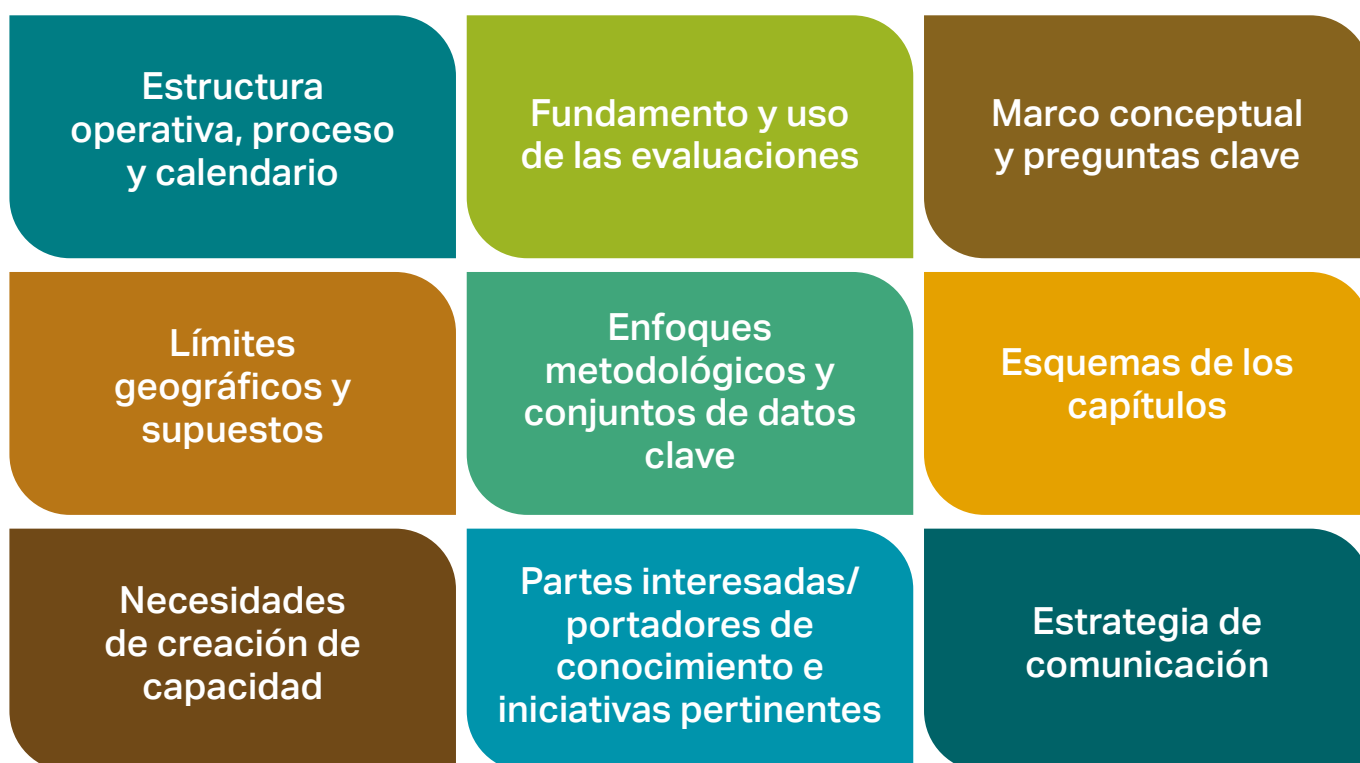 Estructura
operativa, proceso
y calendario
Fundamento y uso
de las evaluaciones
Marco conceptual
y preguntas clave
Límites
geográficos y
supuestos
Enfoques
metodológicos y
conjuntos de datos
clave
Esquemas de los
capítulos
Necesidades
de creación de
capacidad
Partes interesadas/
portadores de
conocimiento e
iniciativas pertinentes
Estrategia de
comunicación